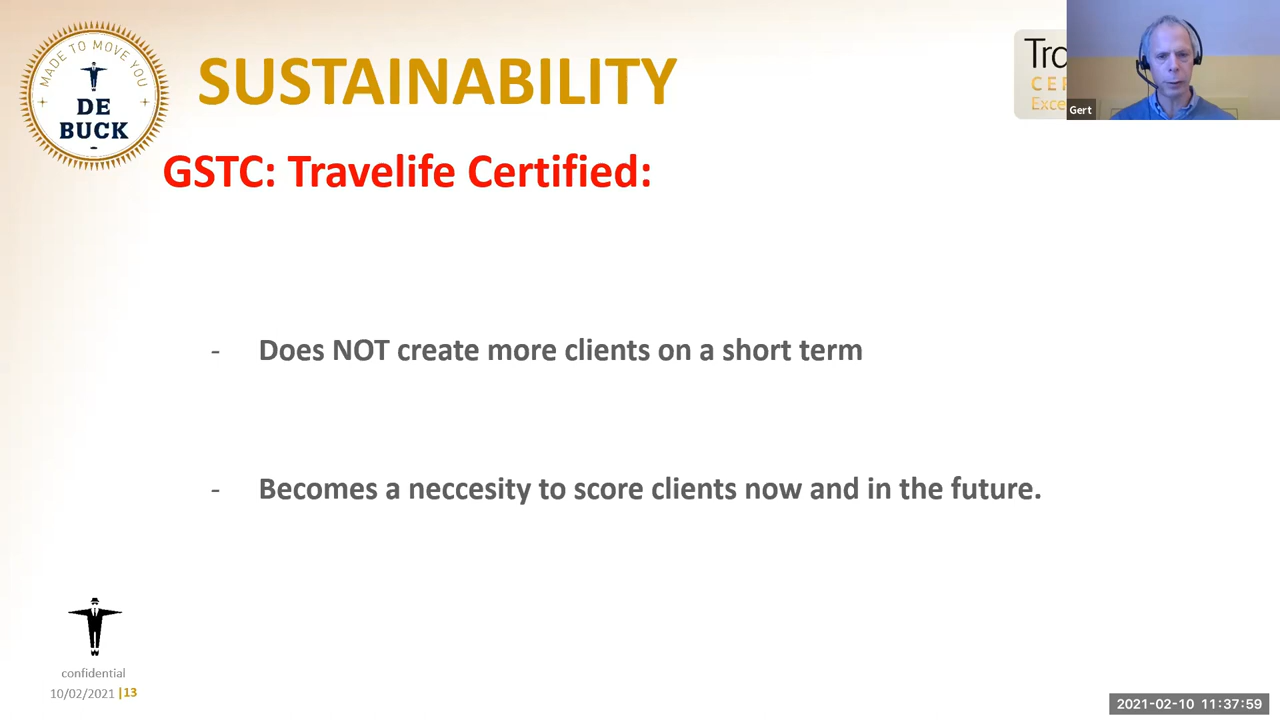 MADE TO MOVE YOU
DE
BUCK
SUSTAINABILITY
Gert
GSTC: Travelife Certified:
- Does NOT create more clients on a short term
- Becomes a neccesity to score clients now and in the future.
confidential
10/02/2021 |13
2021-02-10 11:37:59